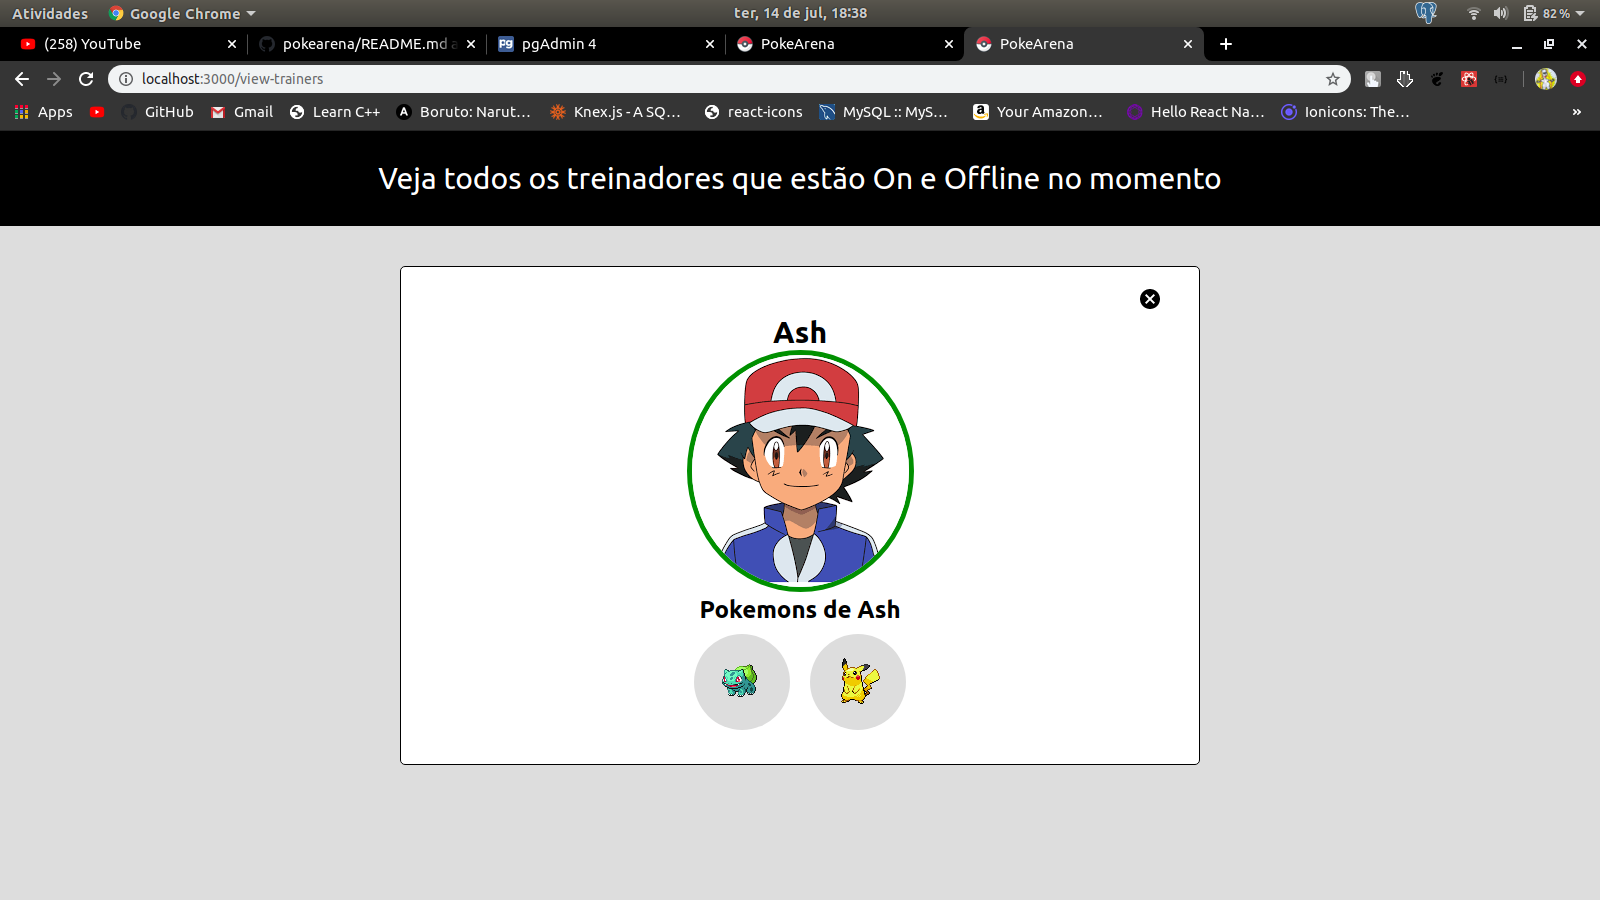 Atividades Google Chrome ter, 14 de jul, 18:38 82 %
(258) YouTube pokearena/README.md a pgAdmin 4 PokeArena PokeArena
localhost:3000/view-trainers
Apps GitHub Gmail Learn C++ Boruto: Narut… Knex.js - A SQ… react-icons MySQL :: MyS… Your Amazon… Hello React Na… Ionicons: The… »
Veja todos os treinadores que estão On e Offline no momento
Ash
Pokemons de Ash